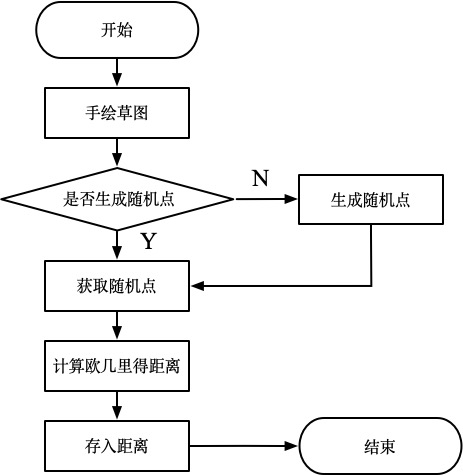 开始
手绘草图
是否生成随机点
N
生成随机点
Y
获取随机点
计算欧几里得距离
存入距离
结束